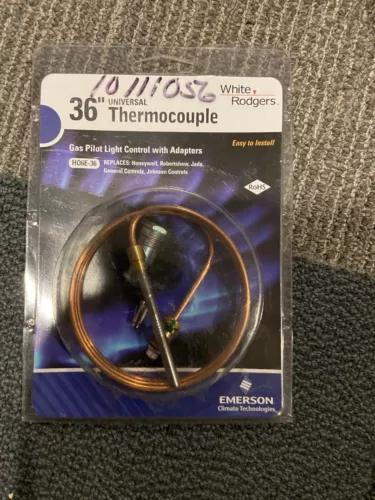 10111056
White
Rodgers
36" UNIVERSAL
Thermocouple
Easy to Install
Gas Pilot Light Control with Adapters
H06E-36 REPLACES: Honeywell, Robertshaw, Jade,
General Controls, Johnson Controls
RoHS
EMERSON
Climate Technologies